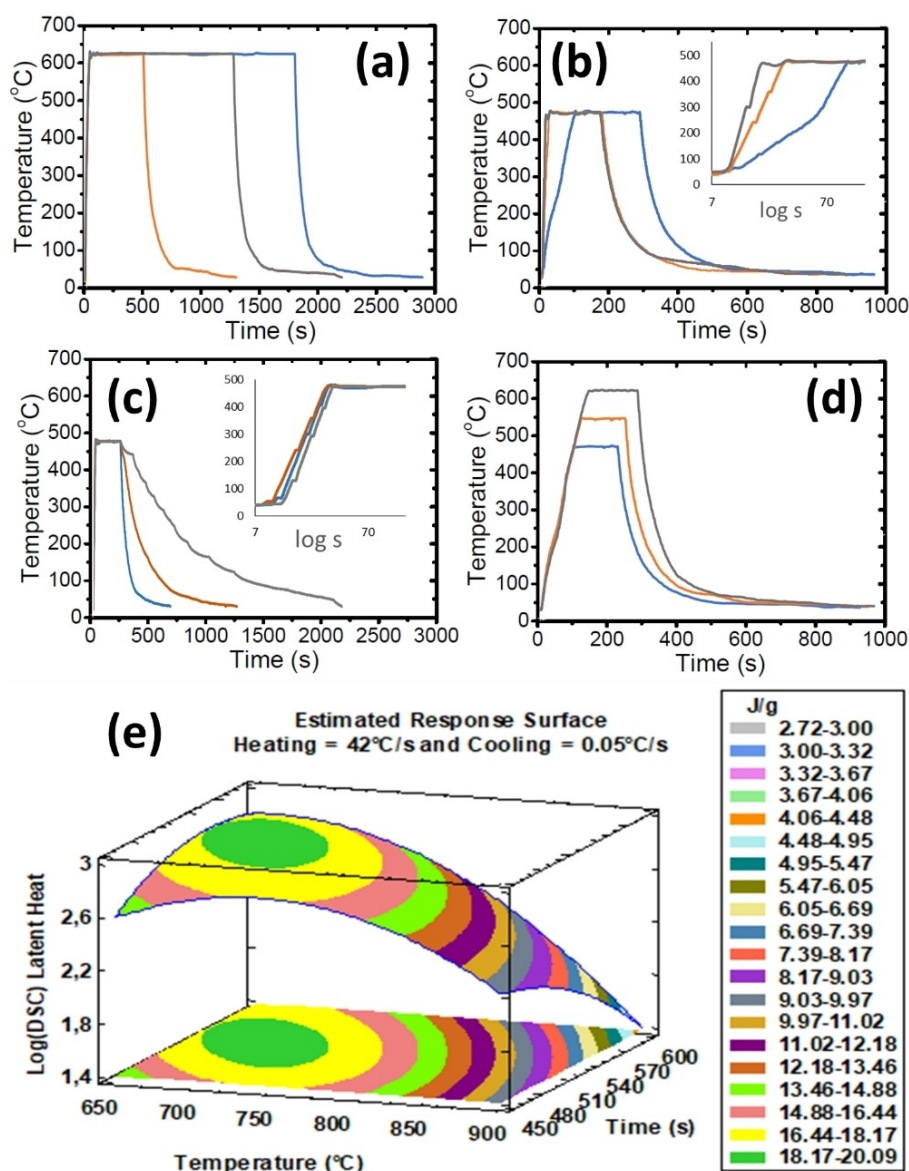 700
600
500
400
300
200
100
0
Temperature (°C)
(a)
0 500 1000 1500 2000 2500 3000
Time (s)
700
600
500
400
300
200
100
0
Temperature (°C)
(b)
500
400
300
200
100
0
7 70
log s
0 200 400 600 800 1000
Time (s)
700
600
500
400
300
200
100
0
Temperature (°C)
(c)
500
400
300
200
100
0
7 70
log s
0 500 1000 1500 2000 2500 3000
Time (s)
700
600
500
400
300
200
100
0
Temperature (°C)
(d)
0 200 400 600 800 1000
Time (s)
(e)
Estimated Response Surface
Heating = 42°C/s and Cooling = 0.05°C/s
Log(DSC) Latent Heat
3
2,6
2,2
1,8
1,4
650 700 750 800 850 900
Temperature (°C)
450 480 510 540 570 600
Time (s)
J/g
2.72-3.00
3.00-3.32
3.32-3.67
3.67-4.06
4.06-4.48
4.48-4.95
4.95-5.47
5.47-6.05
6.05-6.69
6.69-7.39
7.39-8.17
8.17-9.03
9.03-9.97
9.97-11.02
11.02-12.18
12.18-13.46
13.46-14.88
14.88-16.44
16.44-18.17
18.17-20.09